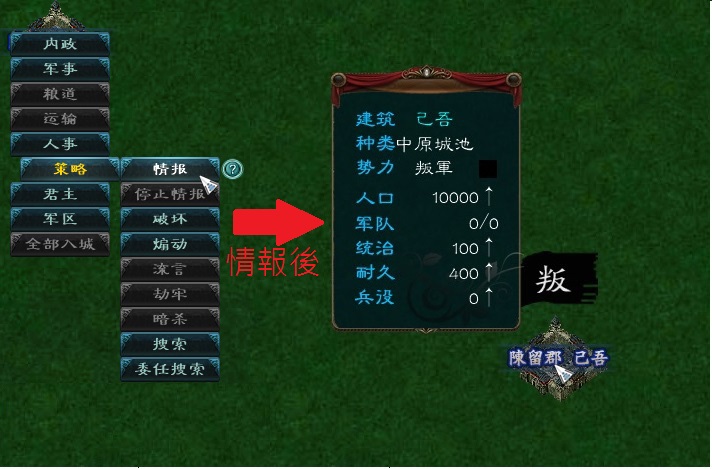 内政
军事
粮道
运输
人事
策略
君主
军区
全部入城
情报
?
停止情报
破坏
煽动
流言
劫牢
暗杀
搜索
委任搜索
情報後
建筑 己吾
种类 中原城池
势力 叛軍
人口 10000↑
军队 0/0
统治 100↑
耐久 400↑
兵设 0↑
叛
陳留郡 己吾